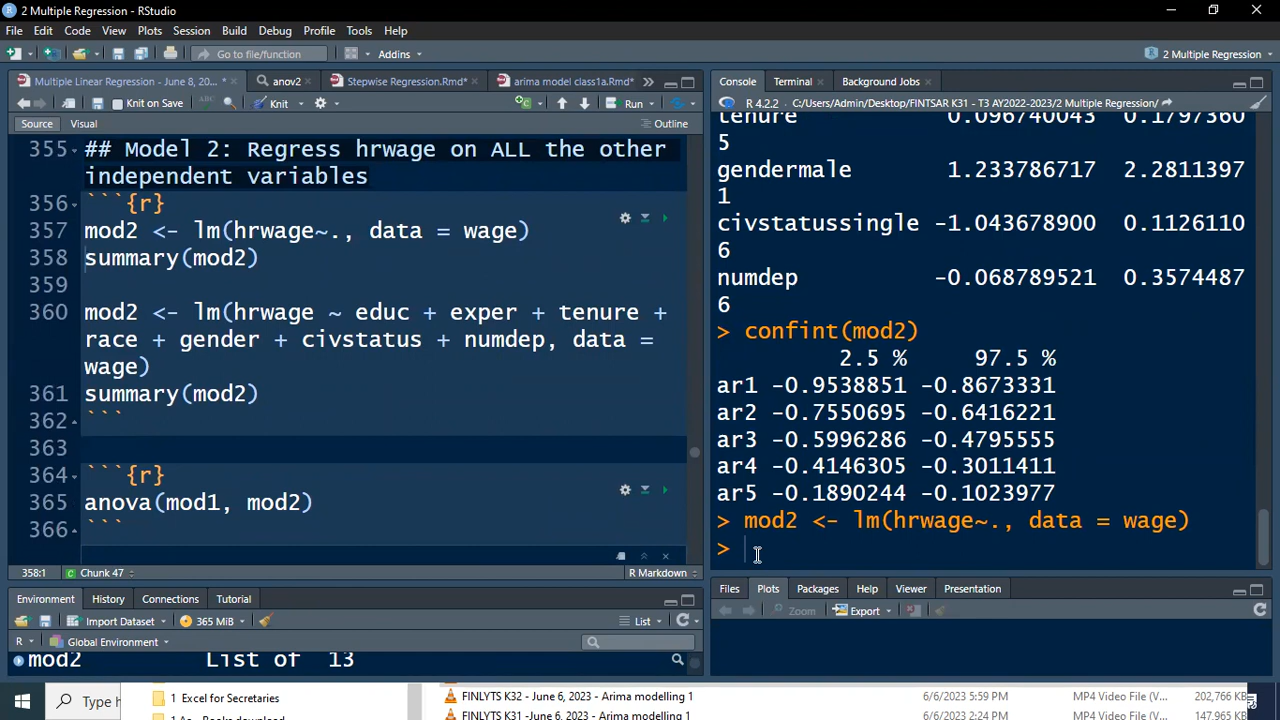 2 Multiple Regression - RStudio
File Edit Code View Plots Session Build Debug Profile Tools Help
Go to file/function Addins 2 Multiple Regression
Multiple Linear Regression - June 8, 20...* anov2 Stepwise Regression.Rmd* arima model class1a.Rmd*
Knit on Save Knit Run
Source Visual Outline
355 ## Model 2: Regress hrwage on ALL the other
independent variables
356 ```{r}
357 mod2 <- lm(hrwage~., data = wage)
358 summary(mod2)
359
360 mod2 <- lm(hrwage ~ educ + exper + tenure +
race + gender + civstatus + numdep, data =
wage)
361 summary(mod2)
362 ```
363
364 ```{r}
365 anova(mod1, mod2)
366 ```
358:1 Chunk 47 R Markdown
Environment History Connections Tutorial
Import Dataset 365 MiB List
R Global Environment
mod2 List of 13
Console Terminal Background Jobs
R 4.2.2 . C:/Users/Admin/Desktop/FINTSAR K31 - T3 AY2022-2023/2 Multiple Regression/
tenure 0.096740043 0.1797360
5
gendermale 1.233786717 2.2811397
1
civstatussingle -1.043678900 0.1126110
6
numdep -0.068789521 0.3574487
6
> confint(mod2)
2.5 % 97.5 %
ar1 -0.9538851 -0.8673331
ar2 -0.7550695 -0.6416221
ar3 -0.5996286 -0.4795555
ar4 -0.4146305 -0.3011411
ar5 -0.1890244 -0.1023977
> mod2 <- lm(hrwage~., data = wage)
>
Files Plots Packages Help Viewer Presentation
Zoom Export
Type h
1 Excel for Secretaries
FINLYTS K32 - June 6, 2023 - Arima modelling 1 6/6/2023 5:59 PM MP4 Video File (V... 202,766 KB
FINLYTS K31 -June 6, 2023 - Arima modelling 1 6/6/2023 2:24 PM MP4 Video File (V... 147,965 KB